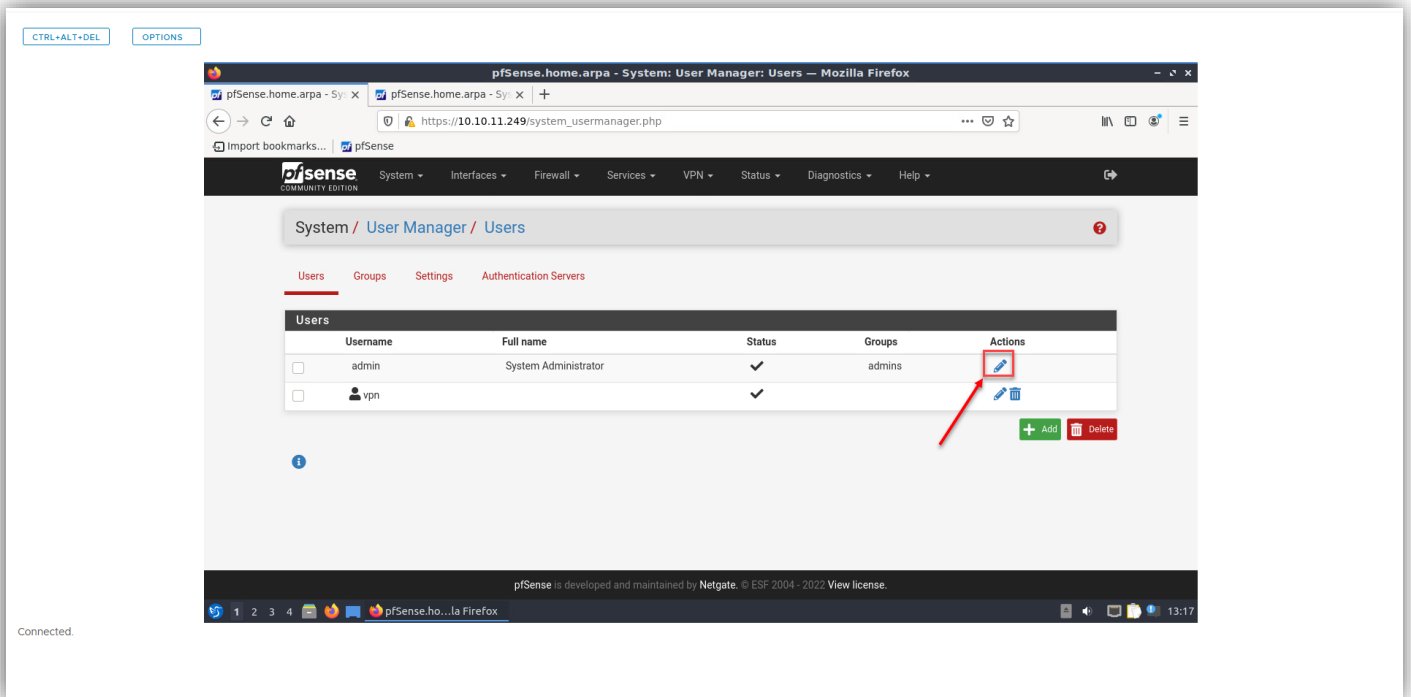 CTRL+ALT+DEL OPTIONS
pfSense.home.arpa - System: User Manager: Users — Mozilla Firefox
pfSense.home.arpa - Sys pfSense.home.arpa - Sys
https://10.10.11.249/system_usermanager.php
Import bookmarks... pfSense
pfsense System Interfaces Firewall Services VPN Status Diagnostics Help
COMMUNITY EDITION
System / User Manager / Users
Users Groups Settings Authentication Servers
Users
Username Full name Status Groups Actions
admin System Administrator admins
vpn
Add Delete
pfSense is developed and maintained by Netgate. © ESF 2004 - 2022 View license.
1 2 3 4 pfSense.ho...la Firefox 13:17
Connected.